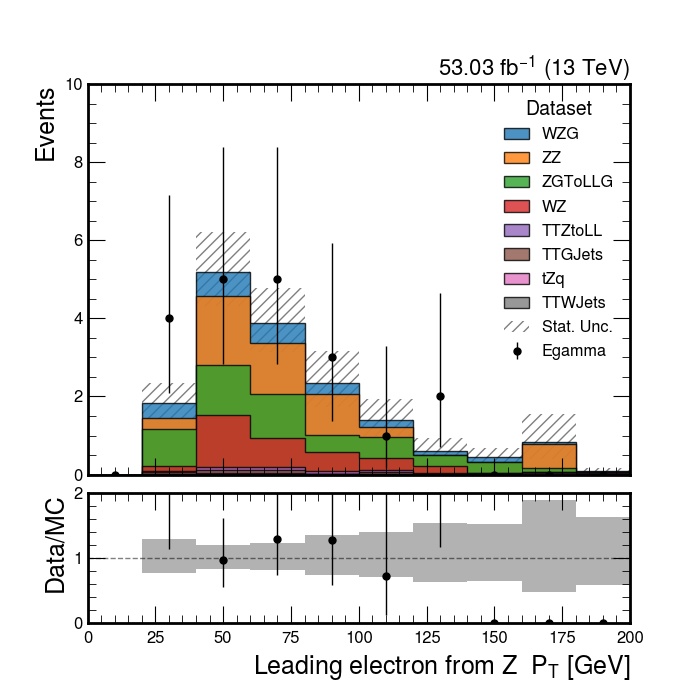 53.03 fb⁻¹ (13 TeV)
Events
10
8
6
4
2
0
Dataset
WZG
ZZ
ZGToLLG
WZ
TTZtoLL
TTGJets
tZq
TTWJets
Stat. Unc.
Egamma
Data/MC
2
1
0
0 25 50 75 100 125 150 175 200
Leading electron from Z P_T [GeV]